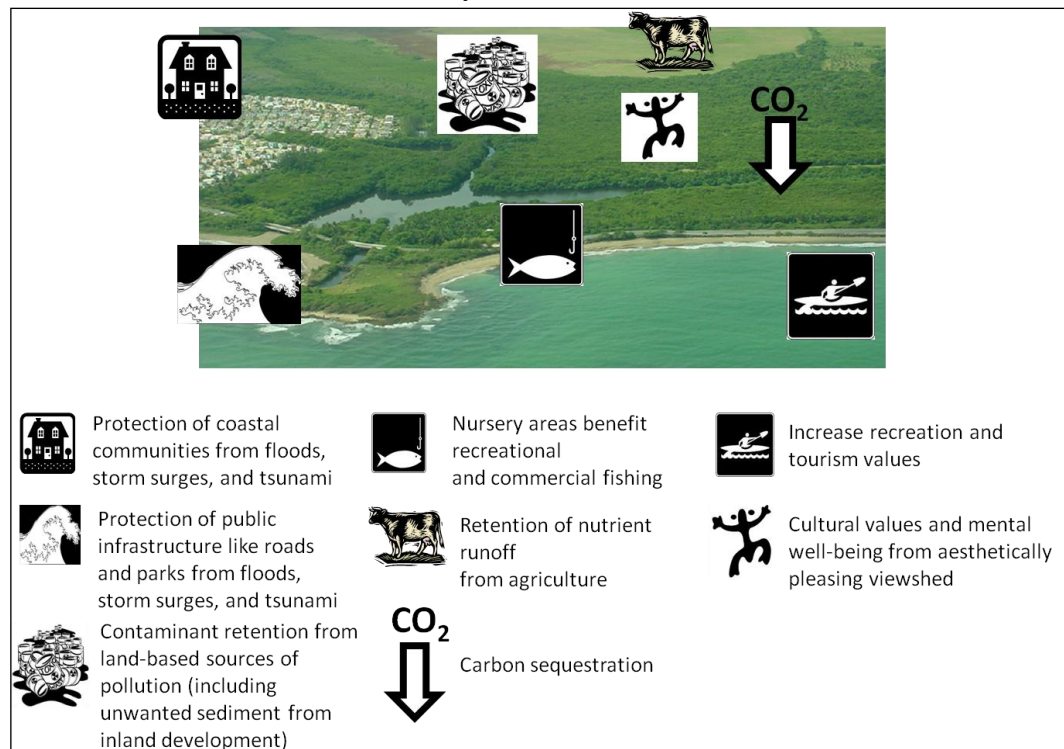 CO₂
Protection of coastal
communities from floods,
storm surges, and tsunami
Nursery areas benefit
recreational
and commercial fishing
Increase recreation and
tourism values
Protection of public
infrastructure like roads
and parks from floods,
storm surges, and tsunami
Retention of nutrient
runoff
from agriculture
Cultural values and mental
well-being from aesthetically
pleasing viewshed
Contaminant retention from
land-based sources of
pollution (including
unwanted sediment from
inland development)
CO₂
Carbon sequestration